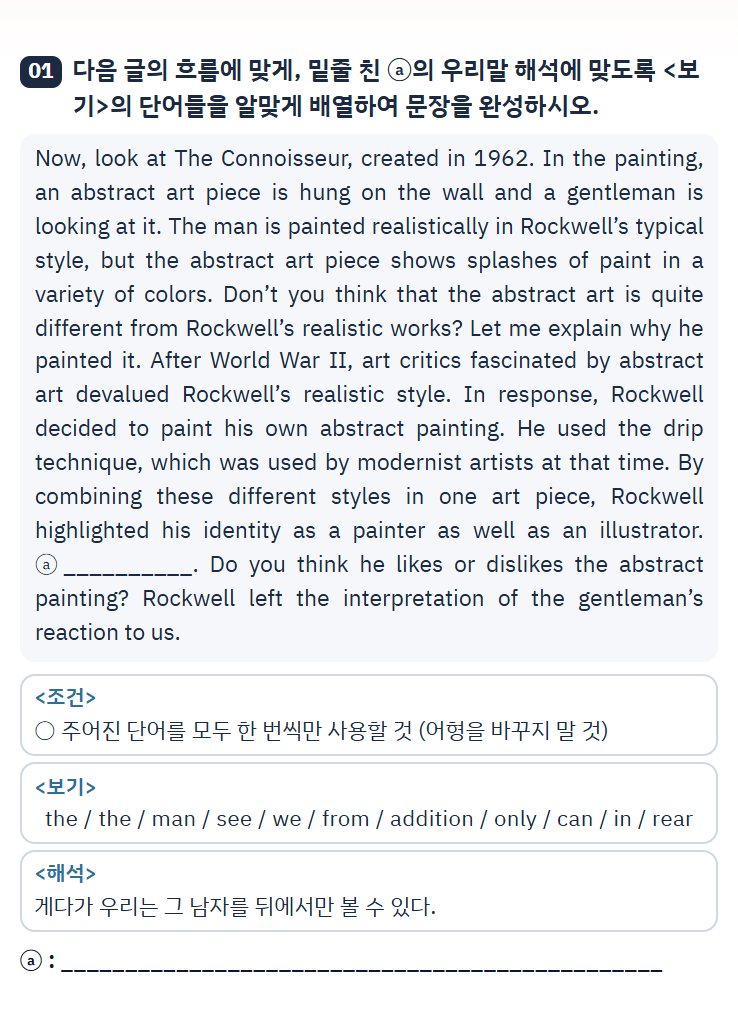 01 다음 글의 흐름에 맞게, 밑줄 친 ⓐ의 우리말 해석에 맞도록 <보
기>의 단어들을 알맞게 배열하여 문장을 완성하시오.
Now, look at The Connoisseur, created in 1962. In the painting,
an abstract art piece is hung on the wall and a gentleman is
looking at it. The man is painted realistically in Rockwell’s typical
style, but the abstract art piece shows splashes of paint in a
variety of colors. Don’t you think that the abstract art is quite
different from Rockwell’s realistic works? Let me explain why he
painted it. After World War II, art critics fascinated by abstract
art devalued Rockwell’s realistic style. In response, Rockwell
decided to paint his own abstract painting. He used the drip
technique, which was used by modernist artists at that time. By
combining these different styles in one art piece, Rockwell
highlighted his identity as a painter as well as an illustrator.
ⓐ __________. Do you think he likes or dislikes the abstract
painting? Rockwell left the interpretation of the gentleman’s
reaction to us.
<조건>
○ 주어진 단어를 모두 한 번씩만 사용할 것 (어형을 바꾸지 말 것)
<보기>
the / the / man / see / we / from / addition / only / can / in / rear
<해석>
게다가 우리는 그 남자를 뒤에서만 볼 수 있다.
ⓐ : _______________________________________________